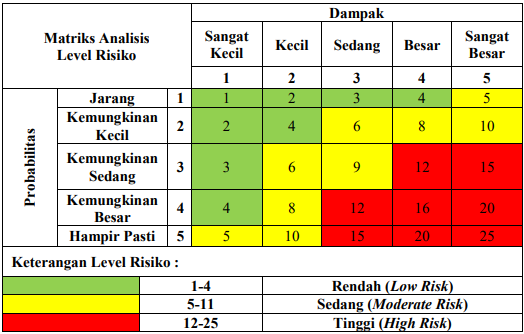 Matriks Analisis Level Risiko
Dampak
Sangat Kecil Kecil Sedang Besar Sangat Besar
1 2 3 4 5
Probabilitas
Jarang 1 1 2 3 4 5
Kemungkinan Kecil 2 2 4 6 8 10
Kemungkinan Sedang 3 3 6 9 12 15
Kemungkinan Besar 4 4 8 12 16 20
Hampir Pasti 5 5 10 15 20 25
Keterangan Level Risiko :
1-4 Rendah (Low Risk)
5-11 Sedang (Moderate Risk)
12-25 Tinggi (High Risk)